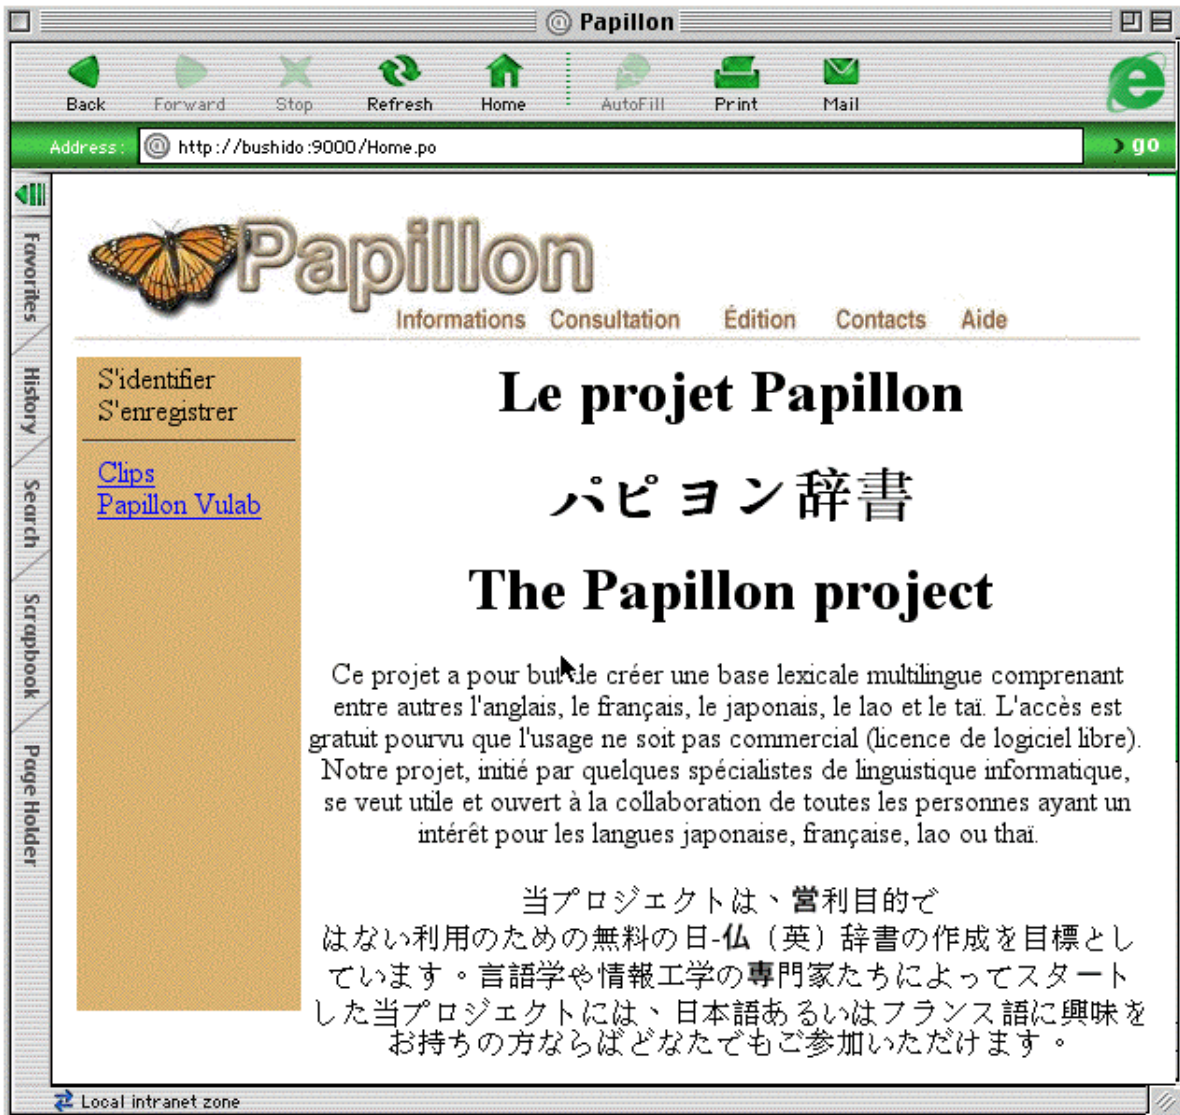 Papillon
Back Forward Stop Refresh Home AutoFill Print Mail
Address: http://bushido:9000/Home.po go
Favorites
History
Search
Scrapbook
Page Holder
Papillon
Informations Consultation Édition Contacts Aide
S'identifier
S'enregistrer
Clips
Papillon Vulab
Le projet Papillon
パピヨン辞書
The Papillon project
Ce projet a pour but de créer une base lexicale multilingue comprenant
entre autres l'anglais, le français, le japonais, le lao et le taï. L'accès est
gratuit pourvu que l'usage ne soit pas commercial (licence de logiciel libre).
Notre projet, initié par quelques spécialistes de linguistique informatique,
se veut utile et ouvert à la collaboration de toutes les personnes ayant un
intérêt pour les langues japonaise, française, lao ou thaï.
当プロジェクトは、営利目的で
はない利用のための無料の日-仏（英）辞書の作成を目標とし
ています。言語学や情報工学の専門家たちによってスタート
した当プロジェクトには、日本語あるいはフランス語に興味を
お持ちの方ならばどなたでもご参加いただけます。
Local intranet zone